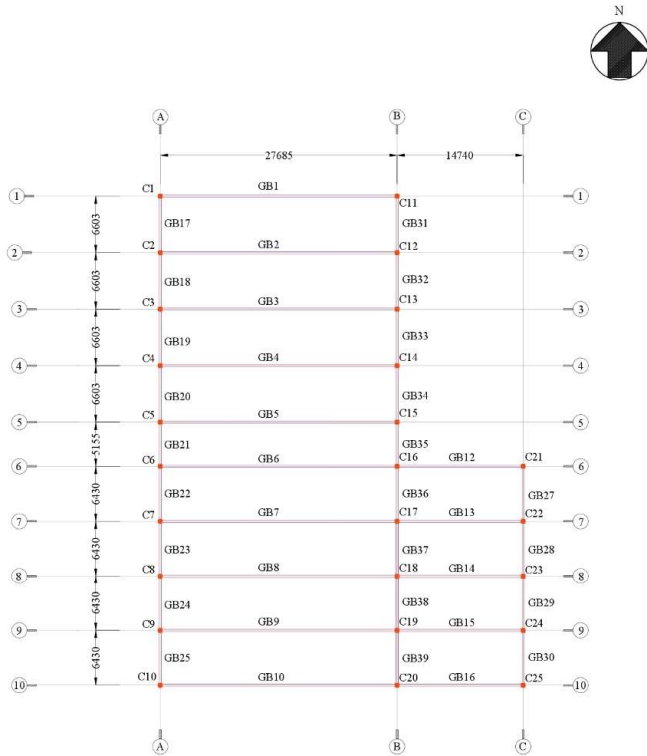 N
A B C
27685 14740
C1 GB1
1 C11 1
6603 GB17 GB31
2 C2 GB2 C12 2
6603 GB18 GB32
3 C3 GB3 C13 3
6603 GB19 GB33
4 C4 GB4 C14 4
6603 GB20 GB34
5 C5 GB5 C15 5
5155 GB21 GB35
6 C6 GB6 C16 GB12 C21 6
6430 GB22 GB36 GB27
7 C7 GB7 C17 GB13 C22 7
6430 GB23 GB37 GB28
8 C8 GB8 C18 GB14 C23 8
6430 GB24 GB38 GB29
9 C9 GB9 C19 GB15 C24 9
6430 GB25 GB39 GB30
10 C10 GB10 C20 GB16 C25 10
A B C